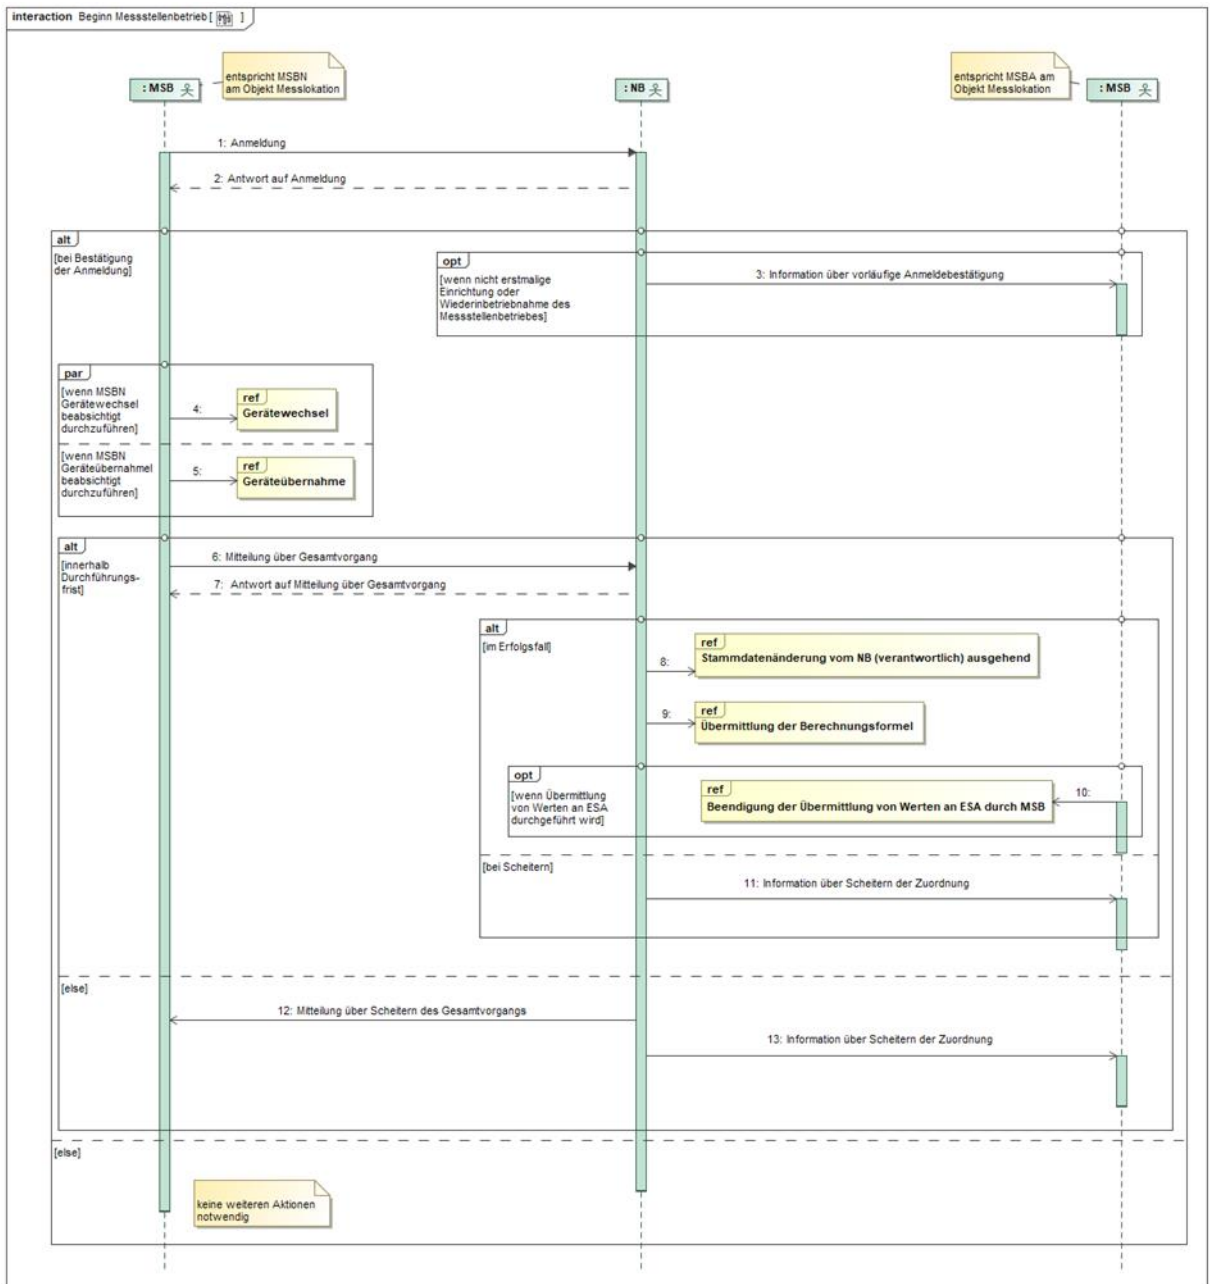 interaction Beginn Messstellenbetrieb [ ]
entspricht MSBN
am Objekt Messlokation
entspricht MSBA am
Objekt Messlokation
: MSB
: NB
: MSB
1: Anmeldung
2: Antwort auf Anmeldung
alt
[bei Bestätigung
der Anmeldung]
opt
[wenn nicht erstmalige
Einrichtung oder
Wiederinbetriebnahme des
Messstellenbetriebes]
3: Information über vorläufige Anmeldebestätigung
par
[wenn MSBN
Gerätewechsel
beabsichtigt
durchzuführen]
4:
ref
Gerätewechsel
[wenn MSBN
Geräteübernahmel
beabsichtigt
durchzuführen]
5:
ref
Geräteübernahme
alt
[innerhalb
Durchführungs-
frist]
6: Mitteilung über Gesamtvorgang
7: Antwort auf Mitteilung über Gesamtvorgang
alt
[im Erfolgsfall]
8:
ref
Stammdatenänderung vom NB (verantwortlich) ausgehend
9:
ref
Übermittlung der Berechnungsformel
opt
[wenn Übermittlung
von Werten an ESA
durchgeführt wird]
ref
Beendigung der Übermittlung von Werten an ESA durch MSB
10:
[bei Scheitern]
11: Information über Scheitern der Zuordnung
[else]
12: Mitteilung über Scheitern des Gesamtvorgangs
13: Information über Scheitern der Zuordnung
[else]
keine weiteren Aktionen
notwendig